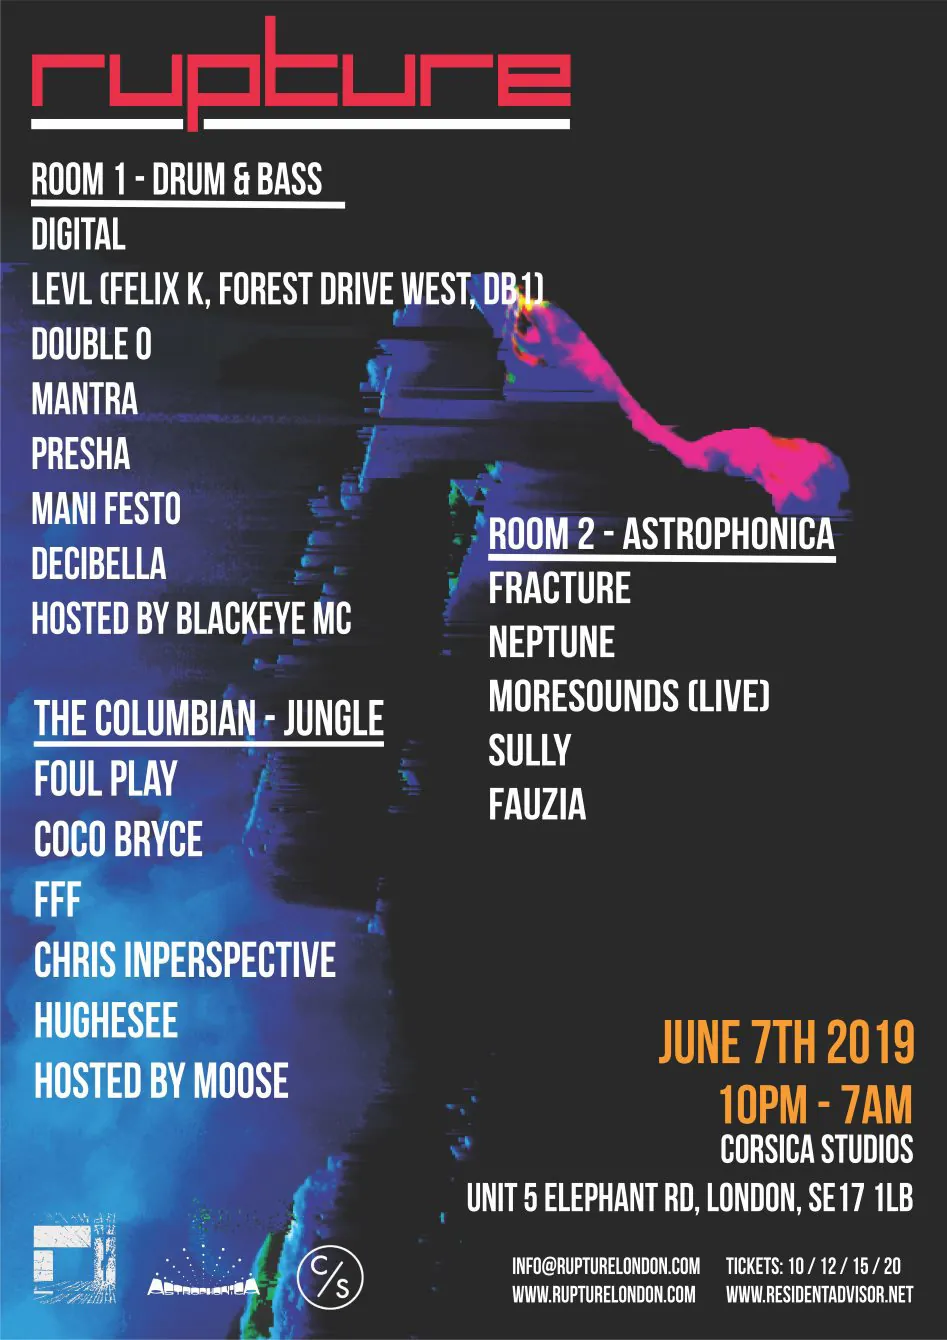 rupture
ROOM 1 - DRUM & BASS
DIGITAL
LEVL (FELIX K, FOREST DRIVE WEST, DB1)
DOUBLE O
MANTRA
PRESHA
MANI FESTO
DECIBELLA
HOSTED BY BLACKEYE MC
ROOM 2 - ASTROPHONICA
FRACTURE
NEPTUNE
MORESOUNDS (LIVE)
SULLY
FAUZIA
THE COLUMBIAN - JUNGLE
FOUL PLAY
COCO BRYCE
FFF
CHRIS INPERSPECTIVE
HUGHESEE
HOSTED BY MOOSE
JUNE 7TH 2019
10PM - 7AM
CORSICA STUDIOS
UNIT 5 ELEPHANT RD, LONDON, SE17 1LB
ASTROPHONICA
C/S
INFO@RUPTURELONDON.COM
WWW.RUPTURELONDON.COM
TICKETS: 10 / 12 / 15 / 20
WWW.RESIDENTADVISOR.NET